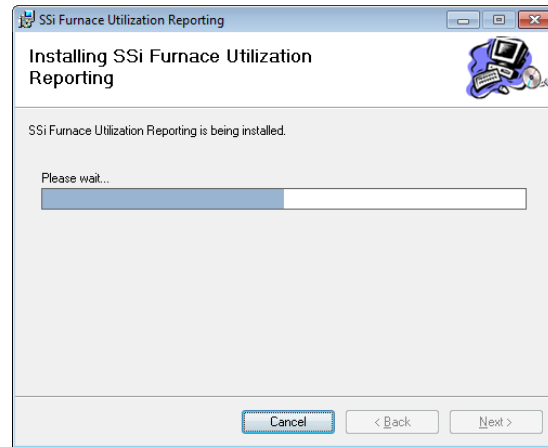 SSi Furnace Utilization Reporting
Installing SSi Furnace Utilization
Reporting
SSi Furnace Utilization Reporting is being installed.
Please wait...
Cancel
< Back
Next >